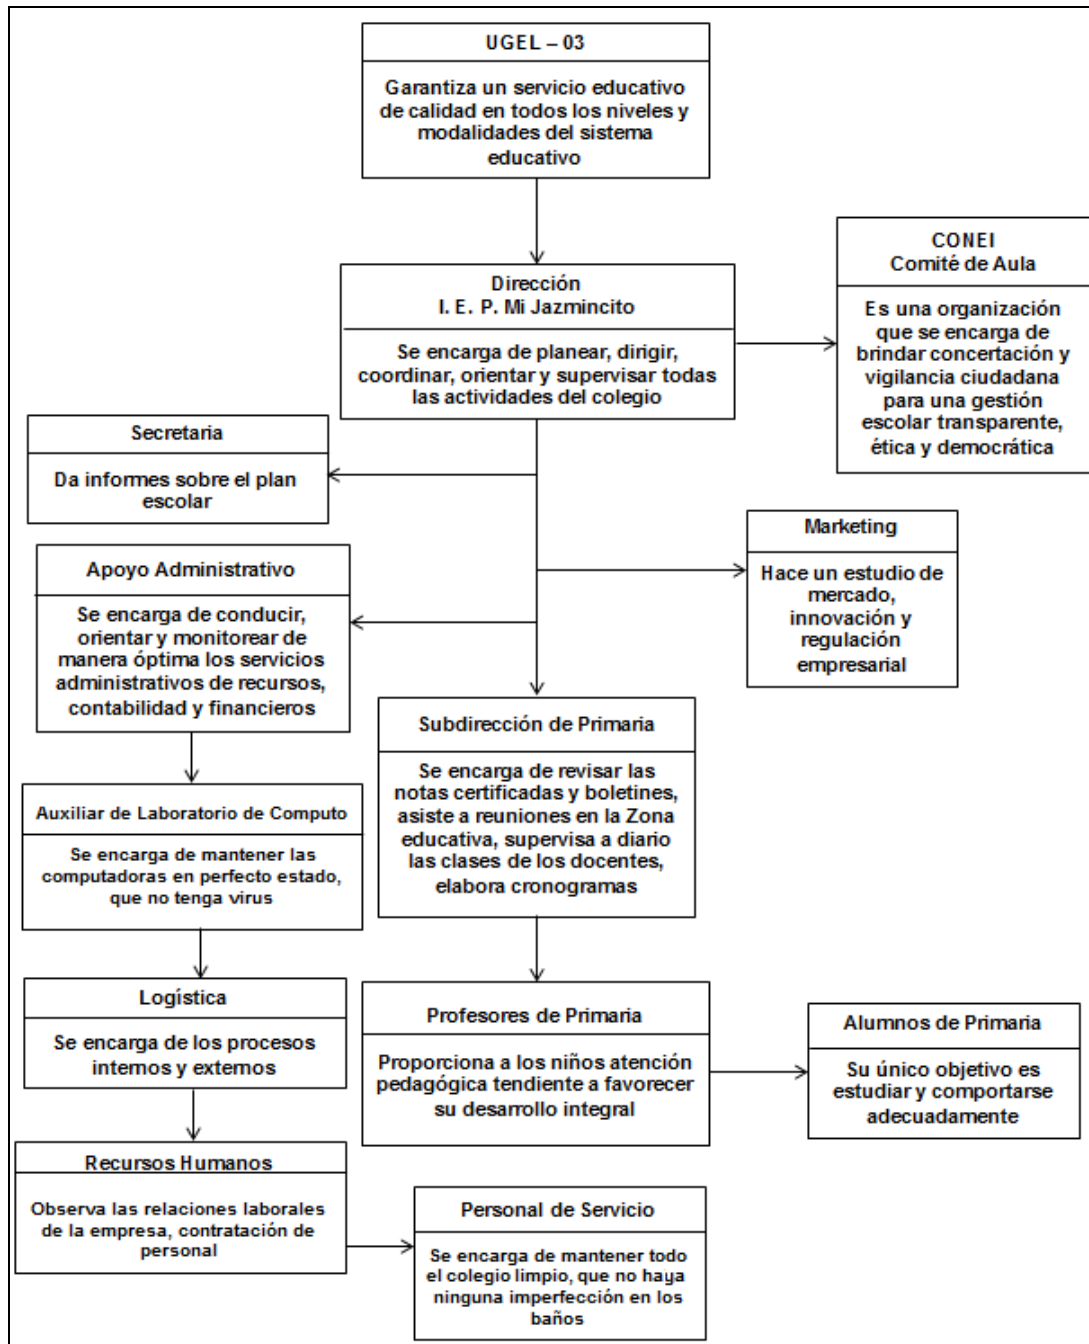 UGEL – 03
Garantiza un servicio educativo
de calidad en todos los niveles y
modalidades del sistema
educativo
CONEI
Comité de Aula
Es una organización
que se encarga de
brindar concertación y
vigilancia ciudadana
para una gestión
escolar transparente,
ética y democrática
Dirección
I. E. P. Mi Jazmincito
Se encarga de planear, dirigir,
coordinar, orientar y supervisar todas
las actividades del colegio
Secretaria
Da informes sobre el plan
escolar
Marketing
Hace un estudio de
mercado,
innovación y
regulación
empresarial
Apoyo Administrativo
Se encarga de conducir,
orientar y monitorear de
manera óptima los servicios
administrativos de recursos,
contabilidad y financieros
Subdirección de Primaria
Se encarga de revisar las
notas certificadas y boletines,
asiste a reuniones en la Zona
educativa, supervisa a diario
las clases de los docentes,
elabora cronogramas
Auxiliar de Laboratorio de Computo
Se encarga de mantener las
computadoras en perfecto estado,
que no tenga virus
Logística
Se encarga de los procesos
internos y externos
Profesores de Primaria
Proporciona a los niños atención
pedagógica tendiente a favorecer
su desarrollo integral
Alumnos de Primaria
Su único objetivo es
estudiar y comportarse
adecuadamente
Recursos Humanos
Observa las relaciones laborales
de la empresa, contratación de
personal
Personal de Servicio
Se encarga de mantener todo
el colegio limpio, que no haya
ninguna imperfección en los
baños